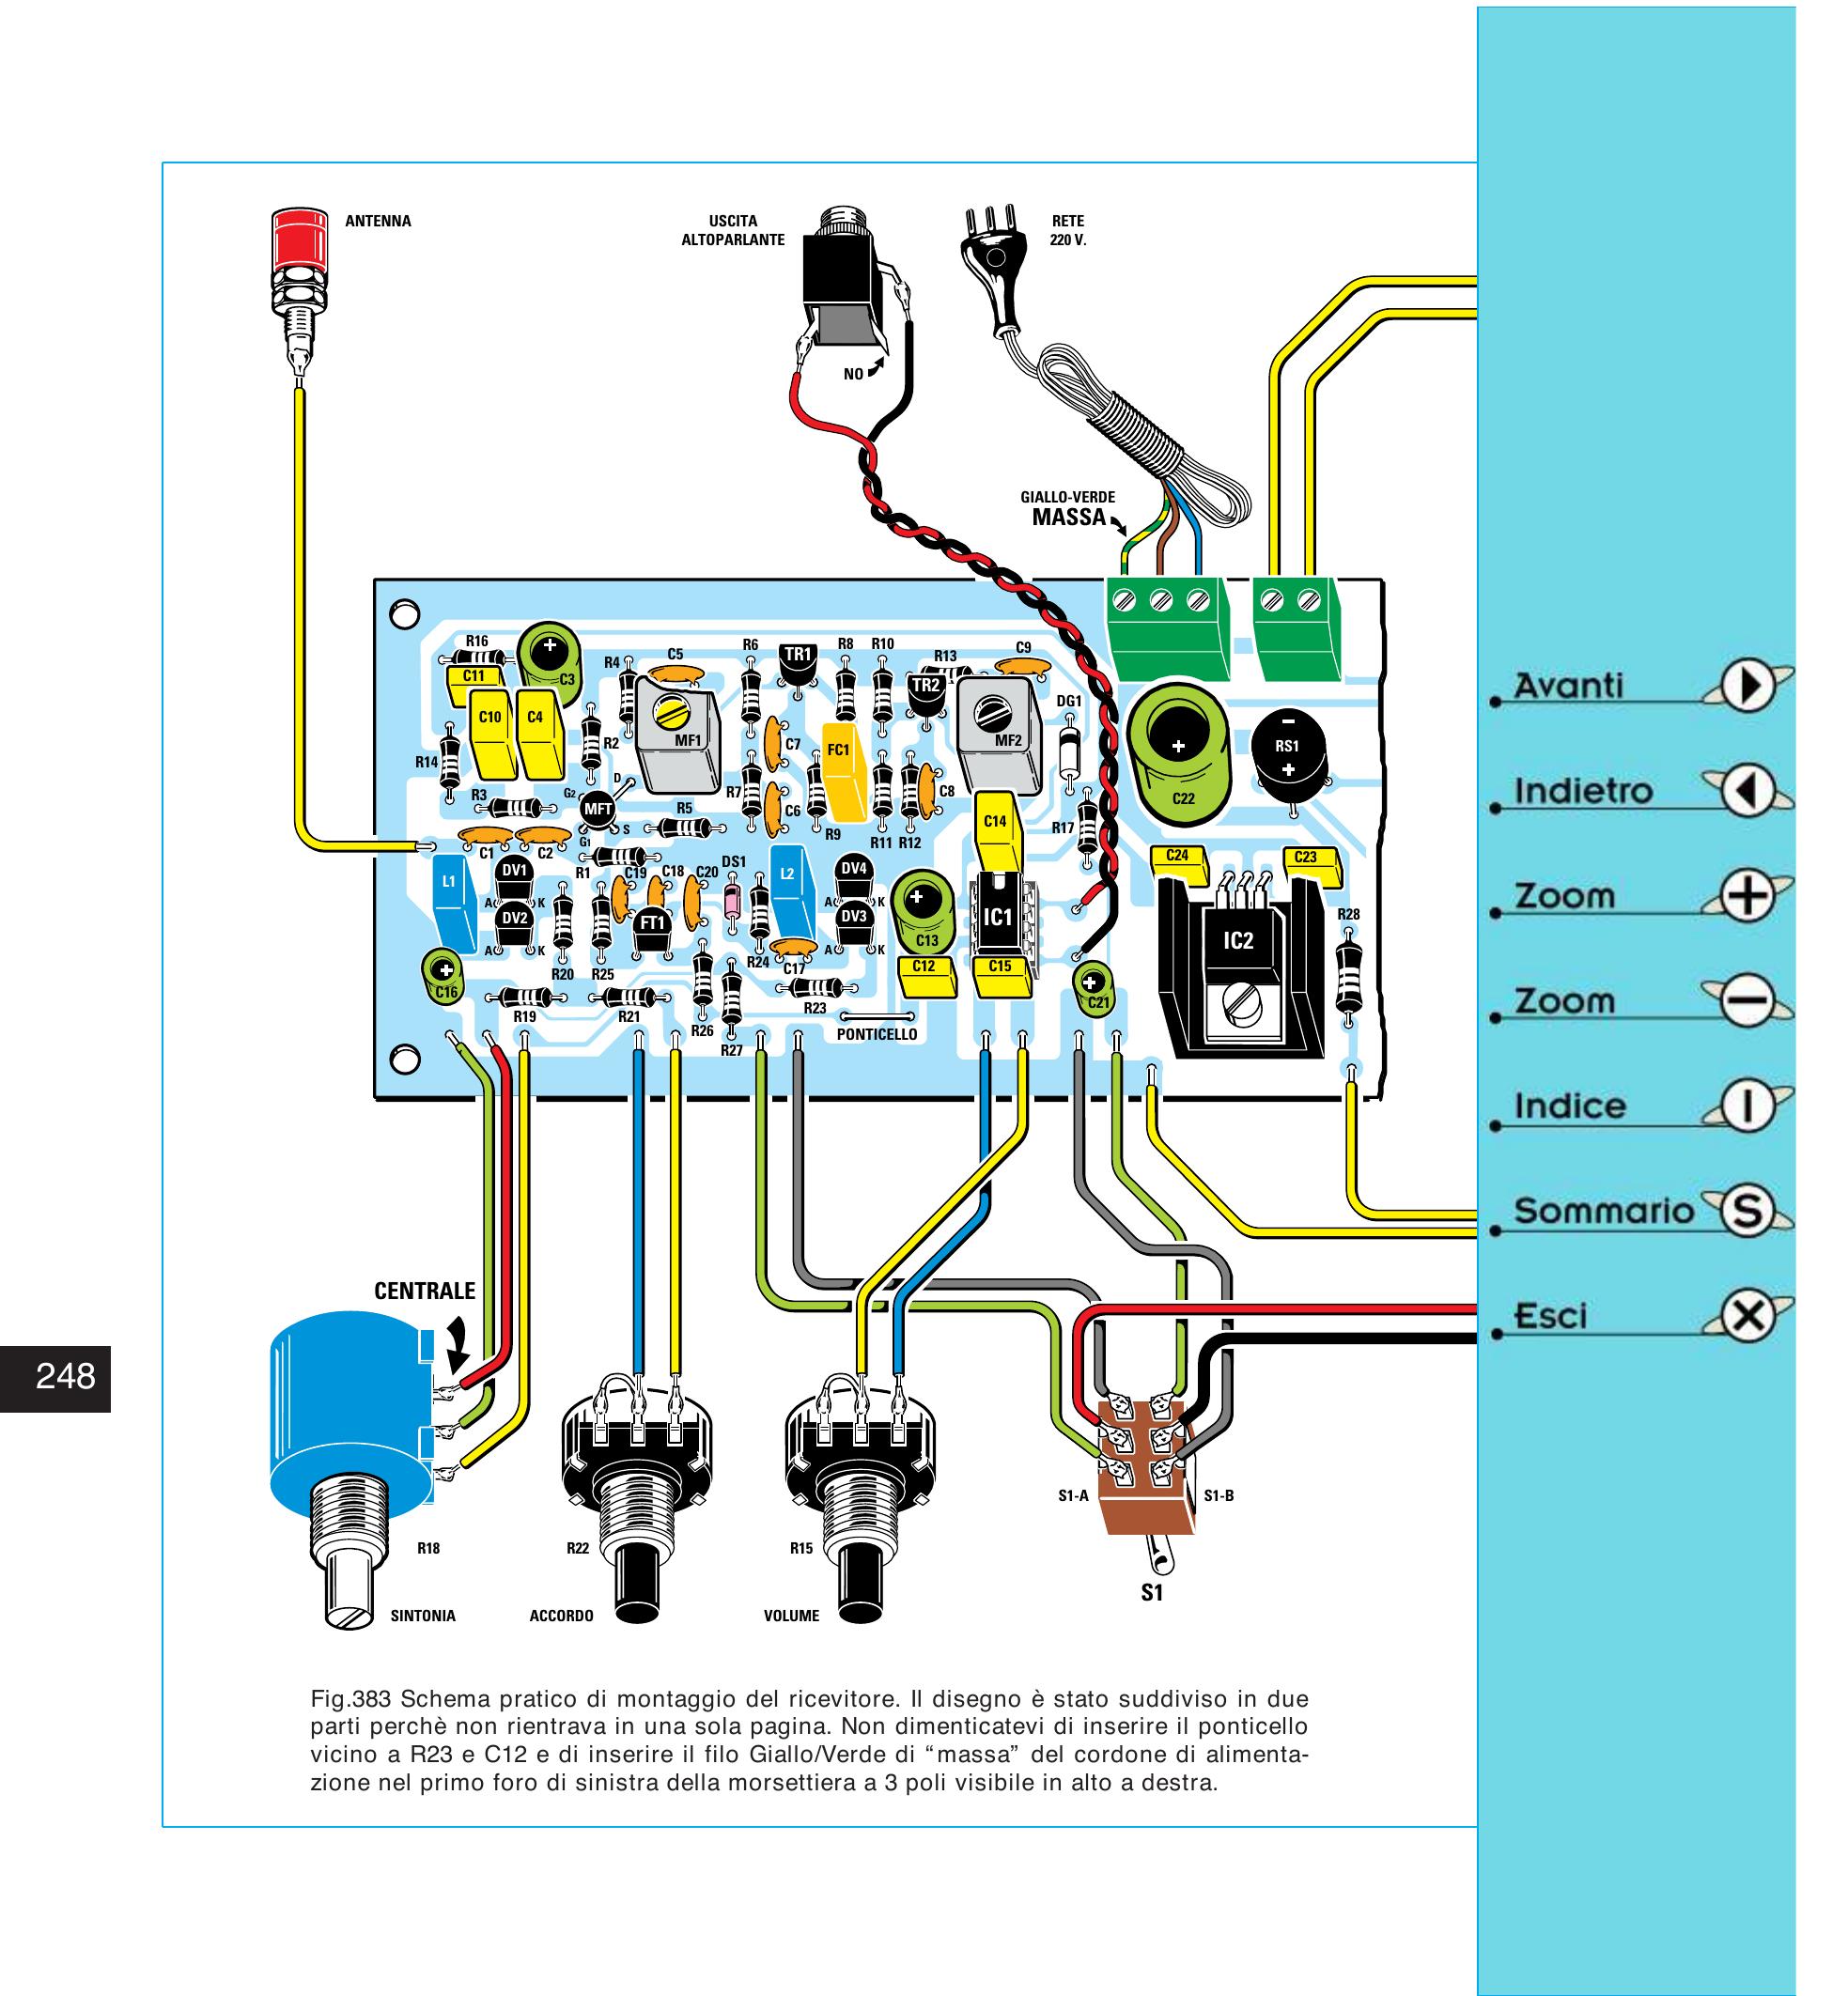 ANTENNA
USCITA
ALTOPARLANTE
RETE
220 V.
NO
GIALLO-VERDE
MASSA
R16
C11
C3
C10
C4
R14
R3
R4
R2
C5
MF1
G2
D
MFT
S
G1
R5
R6
TR1
R8
R10
R13
C9
TR2
C7
FC1
MF2
DG1
R7
C6
R9
R11
R12
C8
C14
R17
C22
RS1
-
+
+
+
C1
C2
R1
C19
C18
C20
DS1
L1
DV1
A
K
DV2
A
K
FT1
L2
DV4
A
K
DV3
A
K
+
C13
IC1
C24
C23
IC2
R28
+
C16
R20
R25
R24
C17
C12
C15
+
C21
R19
R21
R26
R23
R27
PONTICELLO
CENTRALE
R18
SINTONIA
R22
ACCORDO
R15
VOLUME
S1-A
S1-B
S1
Fig.383 Schema pratico di montaggio del ricevitore. Il disegno è stato suddiviso in due
parti perchè non rientrava in una sola pagina. Non dimenticatevi di inserire il ponticello
vicino a R23 e C12 e di inserire il filo Giallo/Verde di “massa” del cordone di alimenta-
zione nel primo foro di sinistra della morsettiera a 3 poli visibile in alto a destra.
248
Avanti
Indietro
Zoom +
Zoom -
Indice I
Sommario S
Esci X